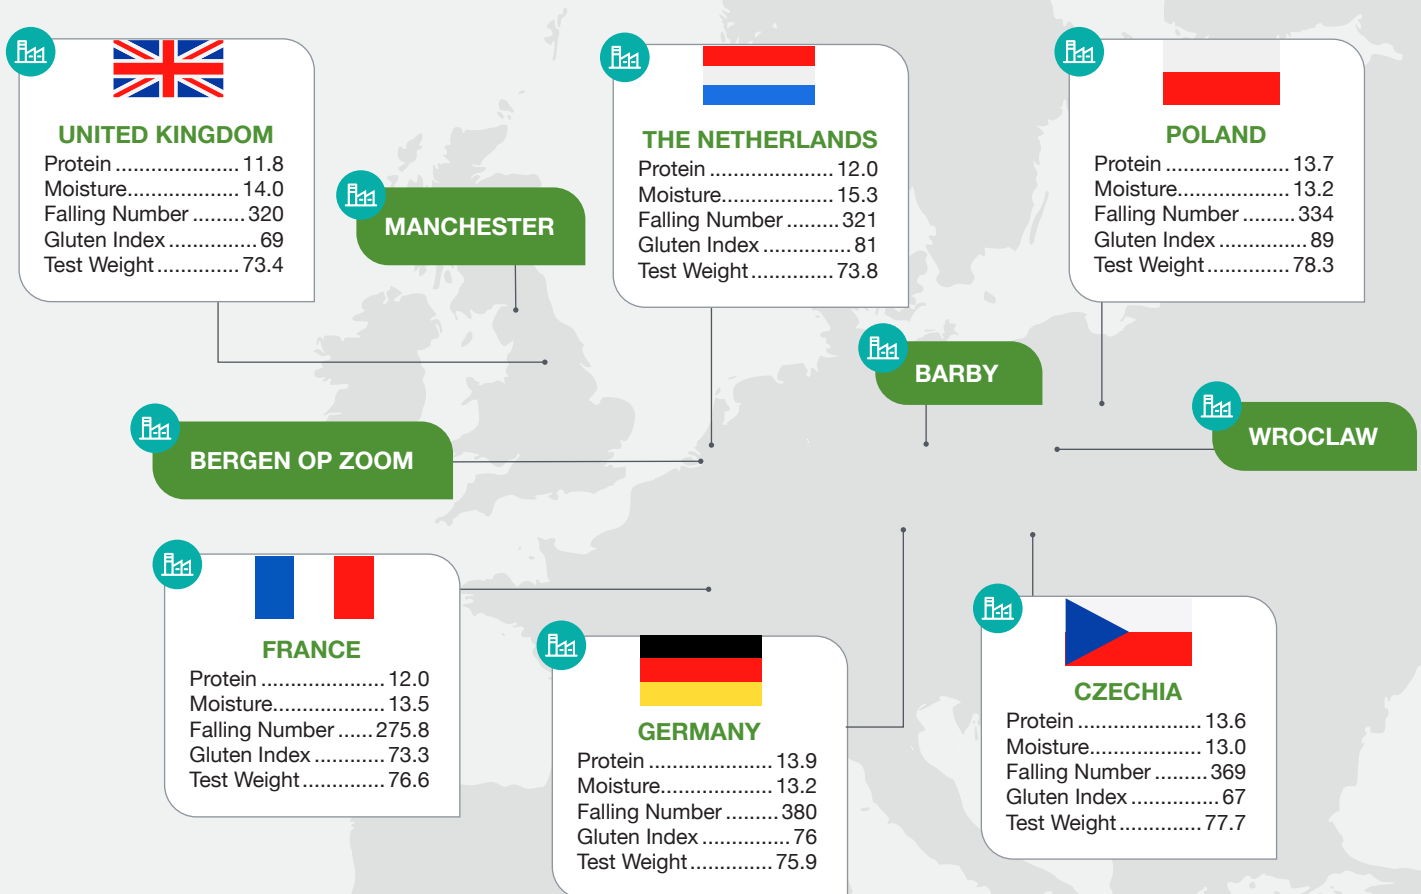 UNITED KINGDOM
Protein ..................... 11.8
Moisture................... 14.0
Falling Number ......... 320
Gluten Index ............... 69
Test Weight.............. 73.4
MANCHESTER
THE NETHERLANDS
Protein ..................... 12.0
Moisture................... 15.3
Falling Number ......... 321
Gluten Index ............... 81
Test Weight.............. 73.8
POLAND
Protein ..................... 13.7
Moisture................... 13.2
Falling Number ......... 334
Gluten Index ................ 89
Test Weight.............. 78.3
BARBY
WROCLAW
BERGEN OP ZOOM
FRANCE
Protein ..................... 12.0
Moisture................... 13.5
Falling Number ...... 275.8
Gluten Index ............ 73.3
Test Weight.............. 76.6
GERMANY
Protein ..................... 13.9
Moisture................... 13.2
Falling Number ......... 380
Gluten Index ............... 76
Test Weight.............. 75.9
CZECHIA
Protein ..................... 13.6
Moisture................... 13.0
Falling Number ......... 369
Gluten Index ............... 67
Test Weight.............. 77.7